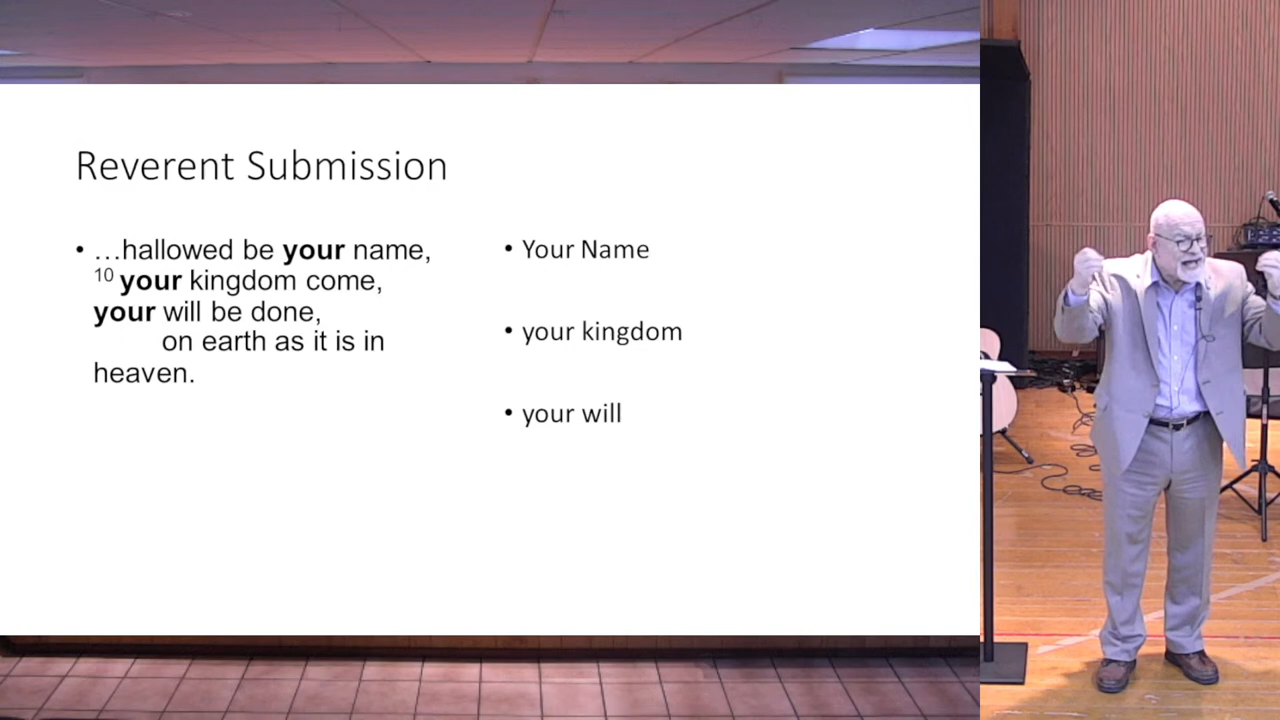 Reverent Submission
• …hallowed be your name,
10 your kingdom come,
your will be done,
on earth as it is in
heaven.
• Your Name
• your kingdom
• your will